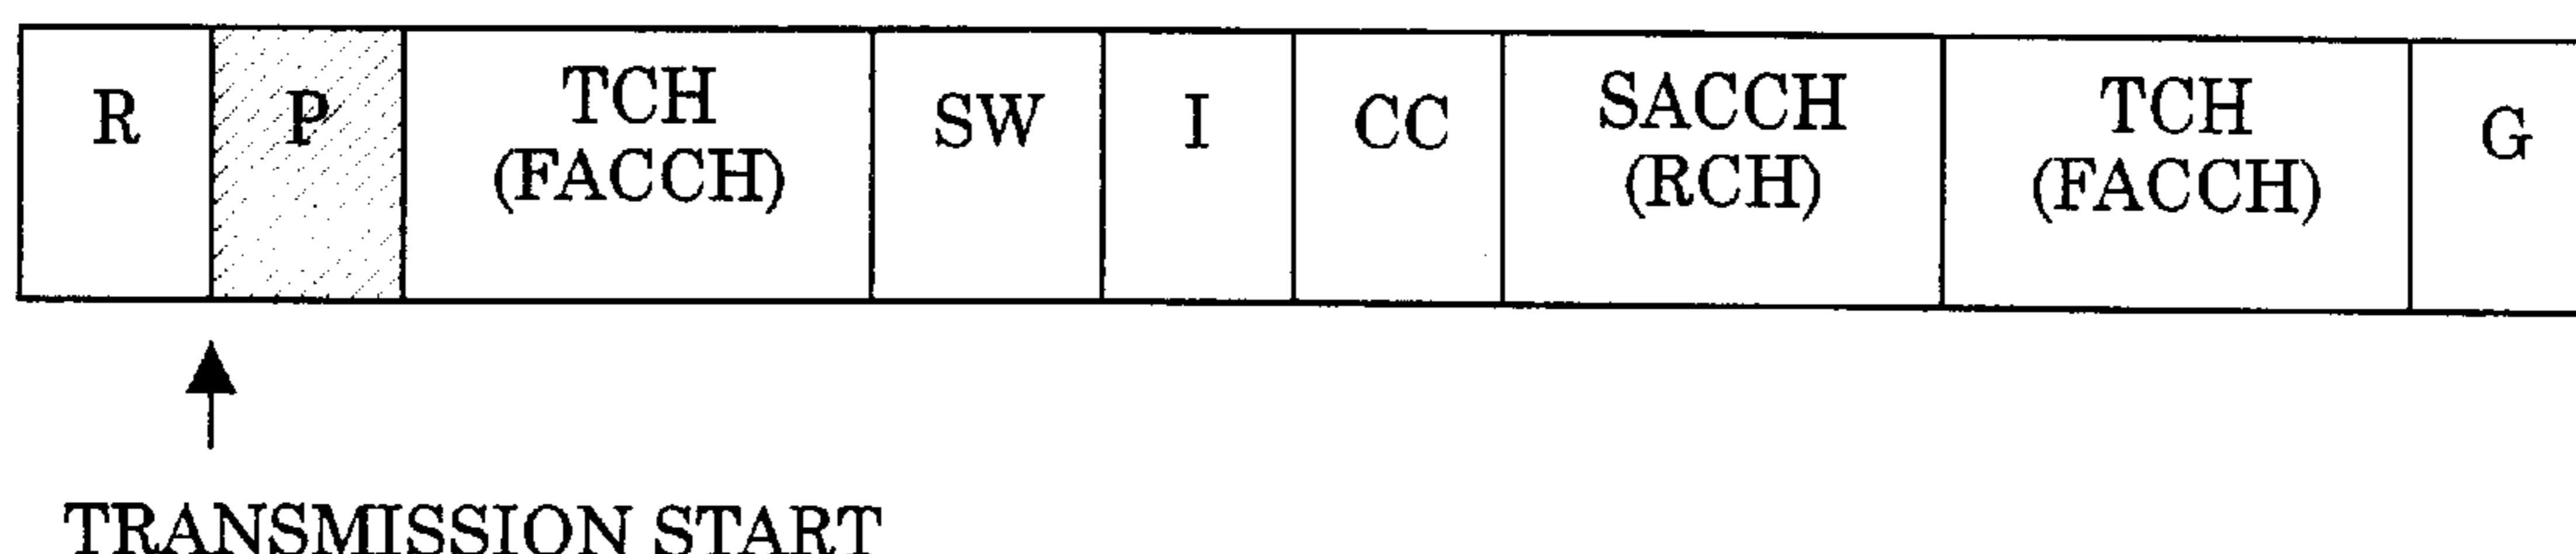 R
P
TCH
(FACCH)
SW
I
CC
SACCH
(RCH)
TCH
(FACCH)
G
TRANSMISSION START